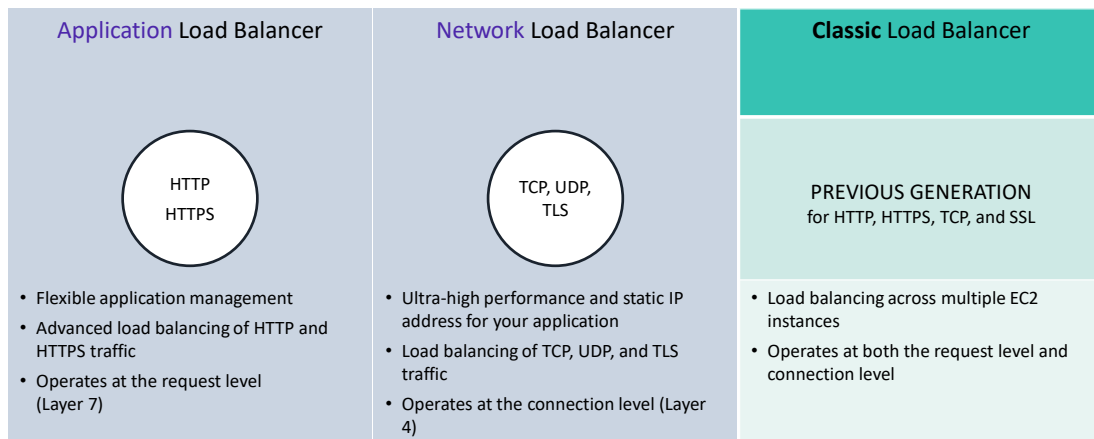 Application Load Balancer
HTTP
HTTPS
• Flexible application management
• Advanced load balancing of HTTP and
HTTPS traffic
• Operates at the request level
(Layer 7)
Network Load Balancer
TCP, UDP,
TLS
• Ultra-high performance and static IP
address for your application
• Load balancing of TCP, UDP, and TLS
traffic
• Operates at the connection level (Layer
4)
Classic Load Balancer
PREVIOUS GENERATION
for HTTP, HTTPS, TCP, and SSL
• Load balancing across multiple EC2
instances
• Operates at both the request level and
connection level